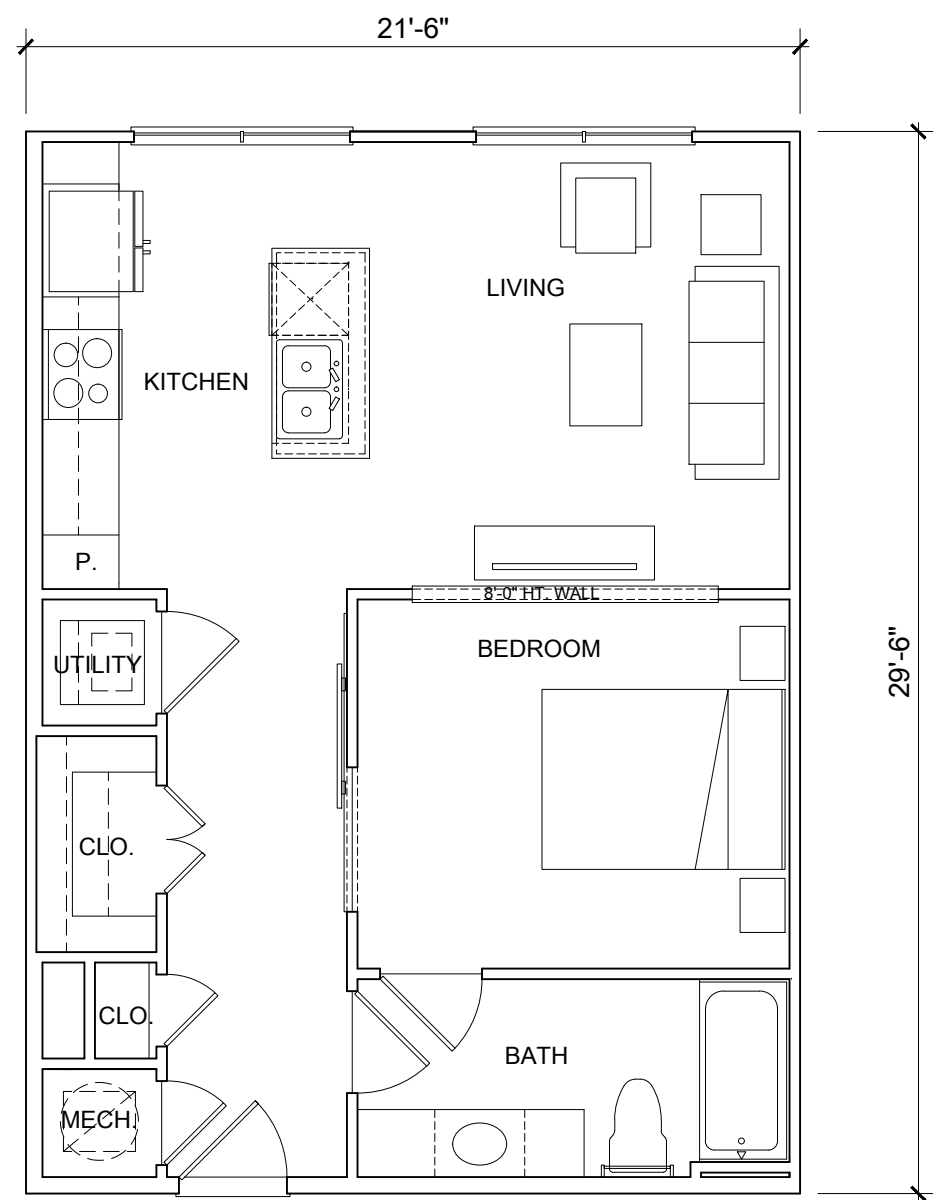 21'-6"
LIVING
KITCHEN
P.
8'-0" HT. WALL
BEDROOM
29'-6"
UTILITY
CLO.
CLO.
BATH
MECH.